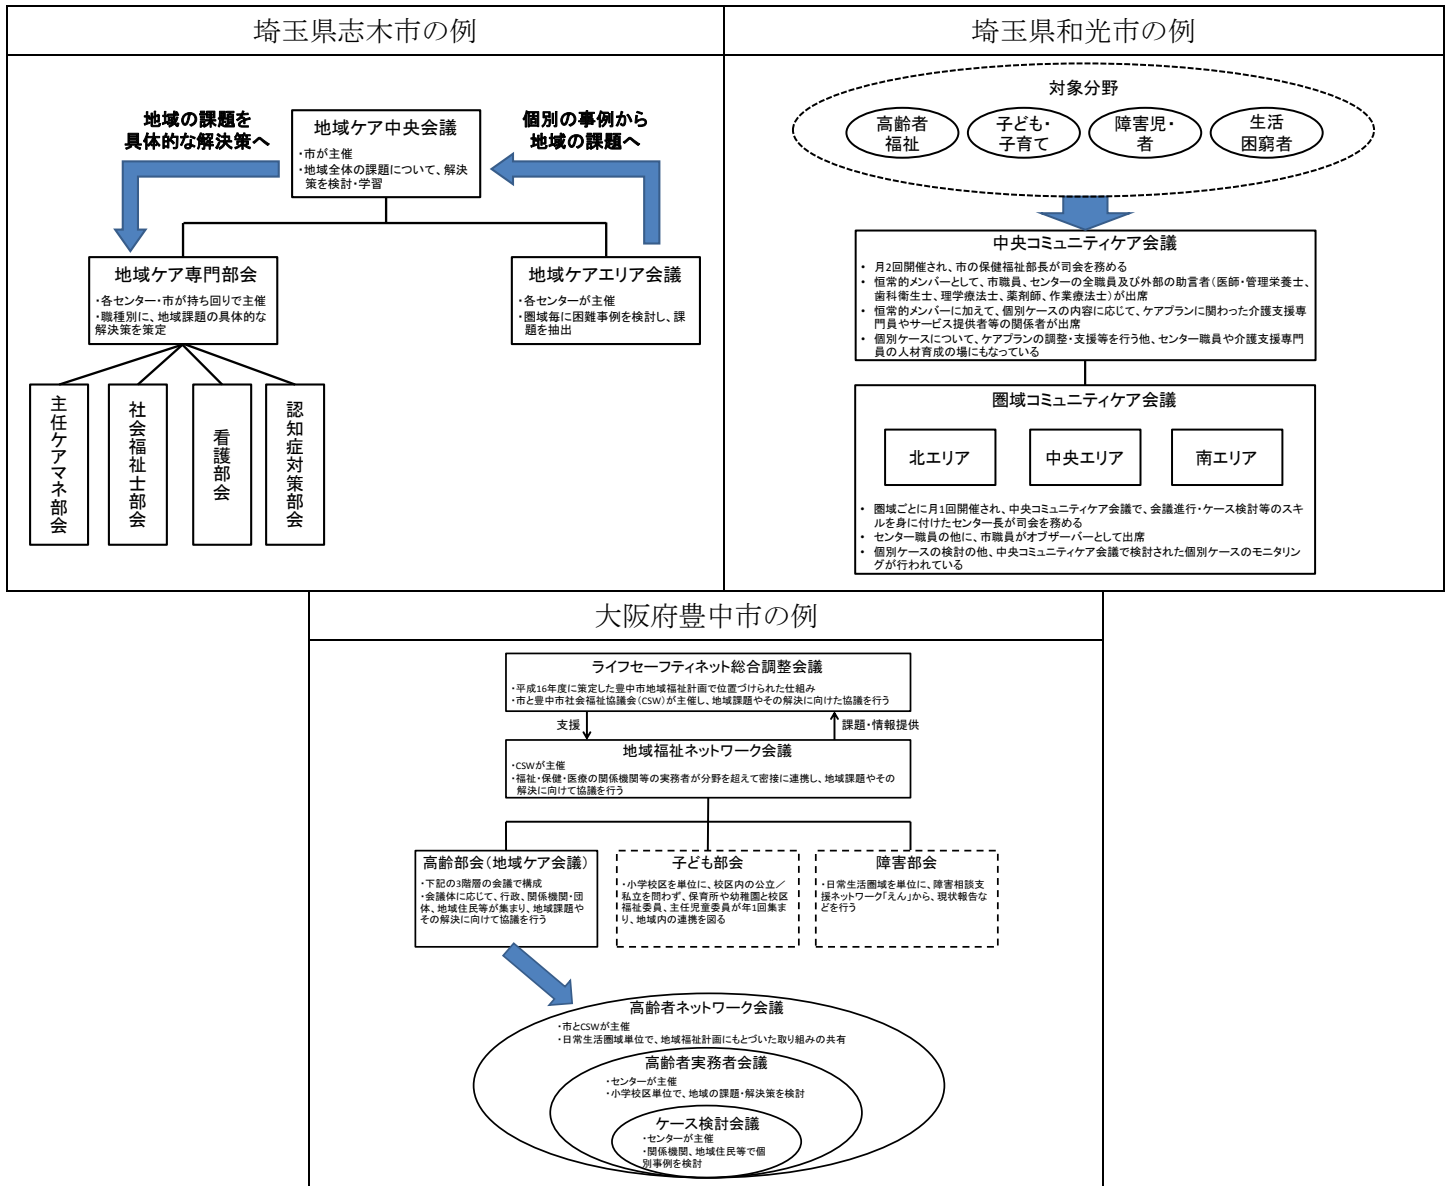 埼玉県志木市の例
地域の課題を
具体的な解決策へ
地域ケア中央会議
・市が主催
・地域全体の課題について、解決
策を検討・学習
個別の事例から
地域の課題へ
地域ケア専門部会
・各センター・市が持ち回りで主催
・職種別に、地域課題の具体的な
解決策を策定
地域ケアエリア会議
・各センターが主催
・圏域毎に困難事例を検討し、課
題を抽出
主任ケアマネ部会
社会福祉士部会
看護部会
認知症対策部会
埼玉県和光市の例
対象分野
高齢者
福祉
子ども・
子育て
障害児・
者
生活
困窮者
中央コミュニティケア会議
• 月2回開催され、市の保健福祉部長が司会を務める
• 恒常的メンバーとして、市職員、センターの全職員及び外部の助言者（医師・管理栄養士、
歯科衛生士、理学療法士、薬剤師、作業療法士）が出席
• 恒常的メンバーに加えて、個別ケースの内容に応じて、ケアプランに関わった介護支援専
門員やサービス提供者等の関係者が出席
• 個別ケースについて、ケアプランの調整・支援等を行う他、センター職員や介護支援専門
員の人材育成の場にもなっている
圏域コミュニティケア会議
北エリア
中央エリア
南エリア
• 圏域ごとに月1回開催され、中央コミュニティケア会議で、会議進行・ケース検討等のスキ
ルを身に付けたセンター長が司会を務める
• センター職員の他に、市職員がオブザーバーとして出席
• 個別ケースの検討の他、中央コミュニティケア会議で検討された個別ケースのモニタリン
グが行われている
大阪府豊中市の例
ライフセーフティネット総合調整会議
・平成16年度に策定した豊中市地域福祉計画で位置づけられた仕組み
・市と豊中市社会福祉協議会（CSW）が主催し、地域課題やその解決に向けた協議を行う
支援
課題・情報提供
地域福祉ネットワーク会議
・CSWが主催
・福祉・保健・医療の関係機関等の実務者が分野を超えて密接に連携し、地域課題やその
解決に向けて協議を行う
高齢部会（地域ケア会議）
・下記の3階層の会議で構成
・会議体に応じて、行政、関係機関・団
体、地域住民等が集まり、地域課題や
その解決に向けて協議を行う
子ども部会
・小学校区を単位に、校区内の公立／
私立を問わず、保育所や幼稚園と校区
福祉委員、主任児童委員が年1回集ま
り、地域内の連携を図る
障害部会
・日常生活圏域を単位に、障害相談支
援ネットワーク「えん」から、現状報告な
どを行う
高齢者ネットワーク会議
・市とCSWが主催
・日常生活圏域単位で、地域福祉計画にもとづいた取り組みの共有
高齢者実務者会議
・センターが主催
・小学校区単位で、地域の課題・解決策を検討
ケース検討会議
・センターが主催
・関係機関、地域住民等で個
別事例を検討